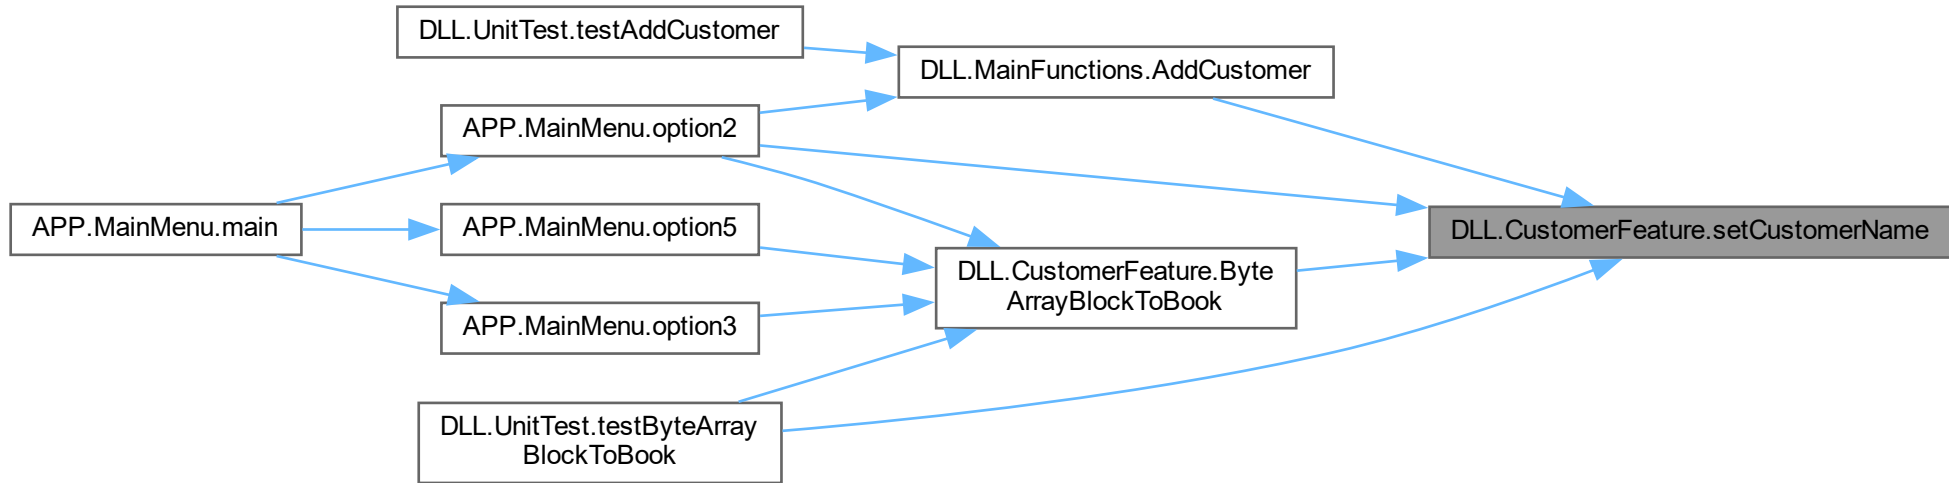 DLL.UnitTest.testAddCustomer
DLL.MainFunctions.AddCustomer
APP.MainMenu.option2
APP.MainMenu.main
APP.MainMenu.option5
DLL.CustomerFeature.setCustomerName
DLL.CustomerFeature.Byte
ArrayBlockToBook
APP.MainMenu.option3
DLL.UnitTest.testByteArray
BlockToBook